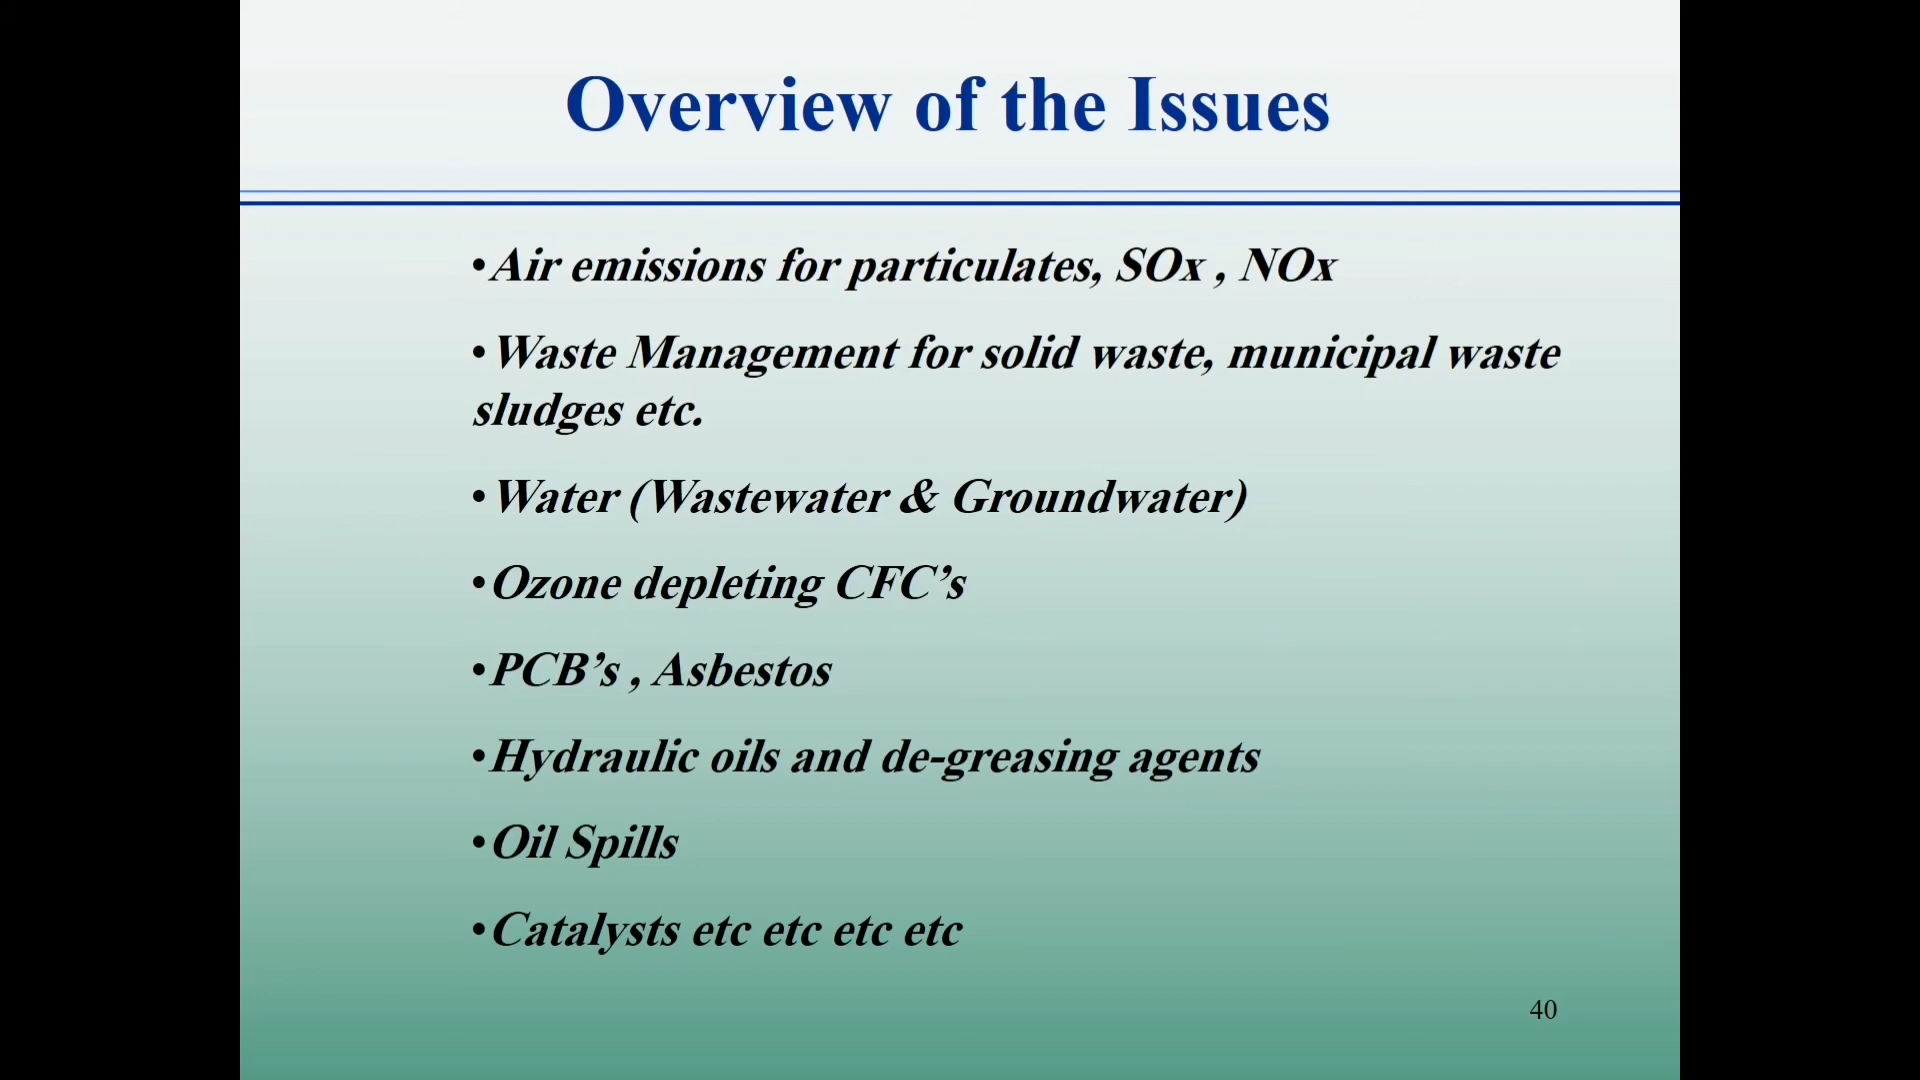 Overview of the Issues
•Air emissions for particulates, SOx , NOx
•Waste Management for solid waste, municipal waste
sludges etc.
•Water (Wastewater & Groundwater)
•Ozone depleting CFC’s
•PCB’s , Asbestos
•Hydraulic oils and de-greasing agents
•Oil Spills
•Catalysts etc etc etc etc
40